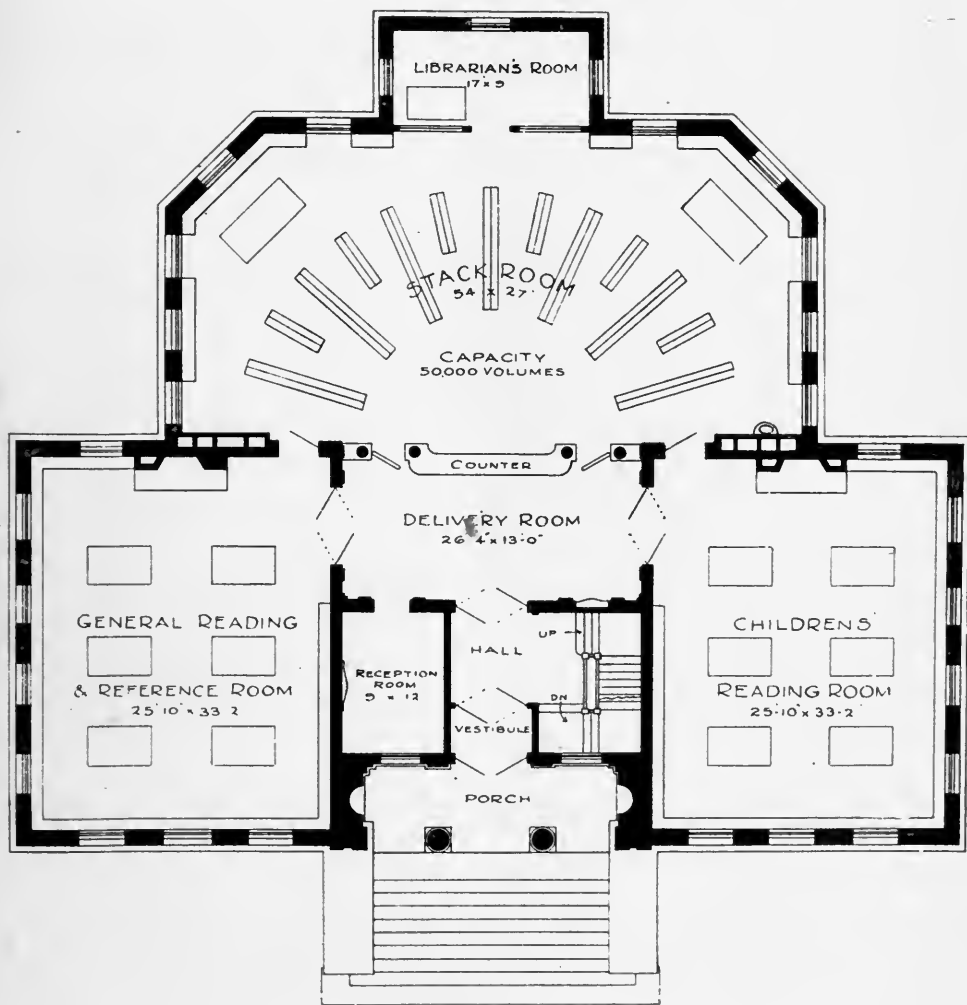 LIBRARIAN'S ROOM
17 x 9
STACK ROOM
54 x 27
CAPACITY
50,000 VOLUMES
COUNTER
DELIVERY ROOM
26'4" x 13'-0"
GENERAL READING
& REFERENCE ROOM
25'10" x 33-2
RECEPTION
ROOM
9 x 12
HALL
UP
DN
VESTIBULE
PORCH
CHILDRENS
READING ROOM
25-10" x 33-2